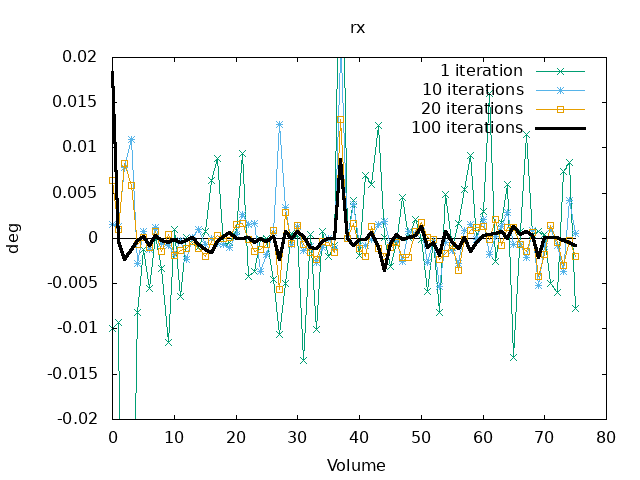 rx
0.02
0.015
0.01
0.005
0
-0.005
-0.01
-0.015
-0.02
deg
1 iteration
10 iterations
20 iterations
100 iterations
0 10 20 30 40 50 60 70 80
Volume